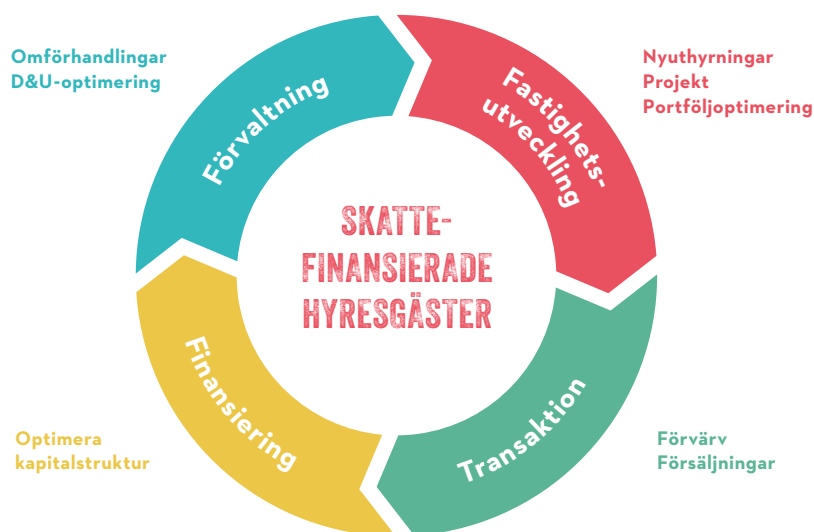 Omförhandlingar
D&U-optimering
Förvaltning
Fastighets-
utveckling
Nyuthyrningar
Projekt
Portföljoptimering
SKATTE-
FINANSIERADE
HYRESGÄSTER
Finansiering
Optimera
kapitalstruktur
Transaktion
Förvärv
Försäljningar